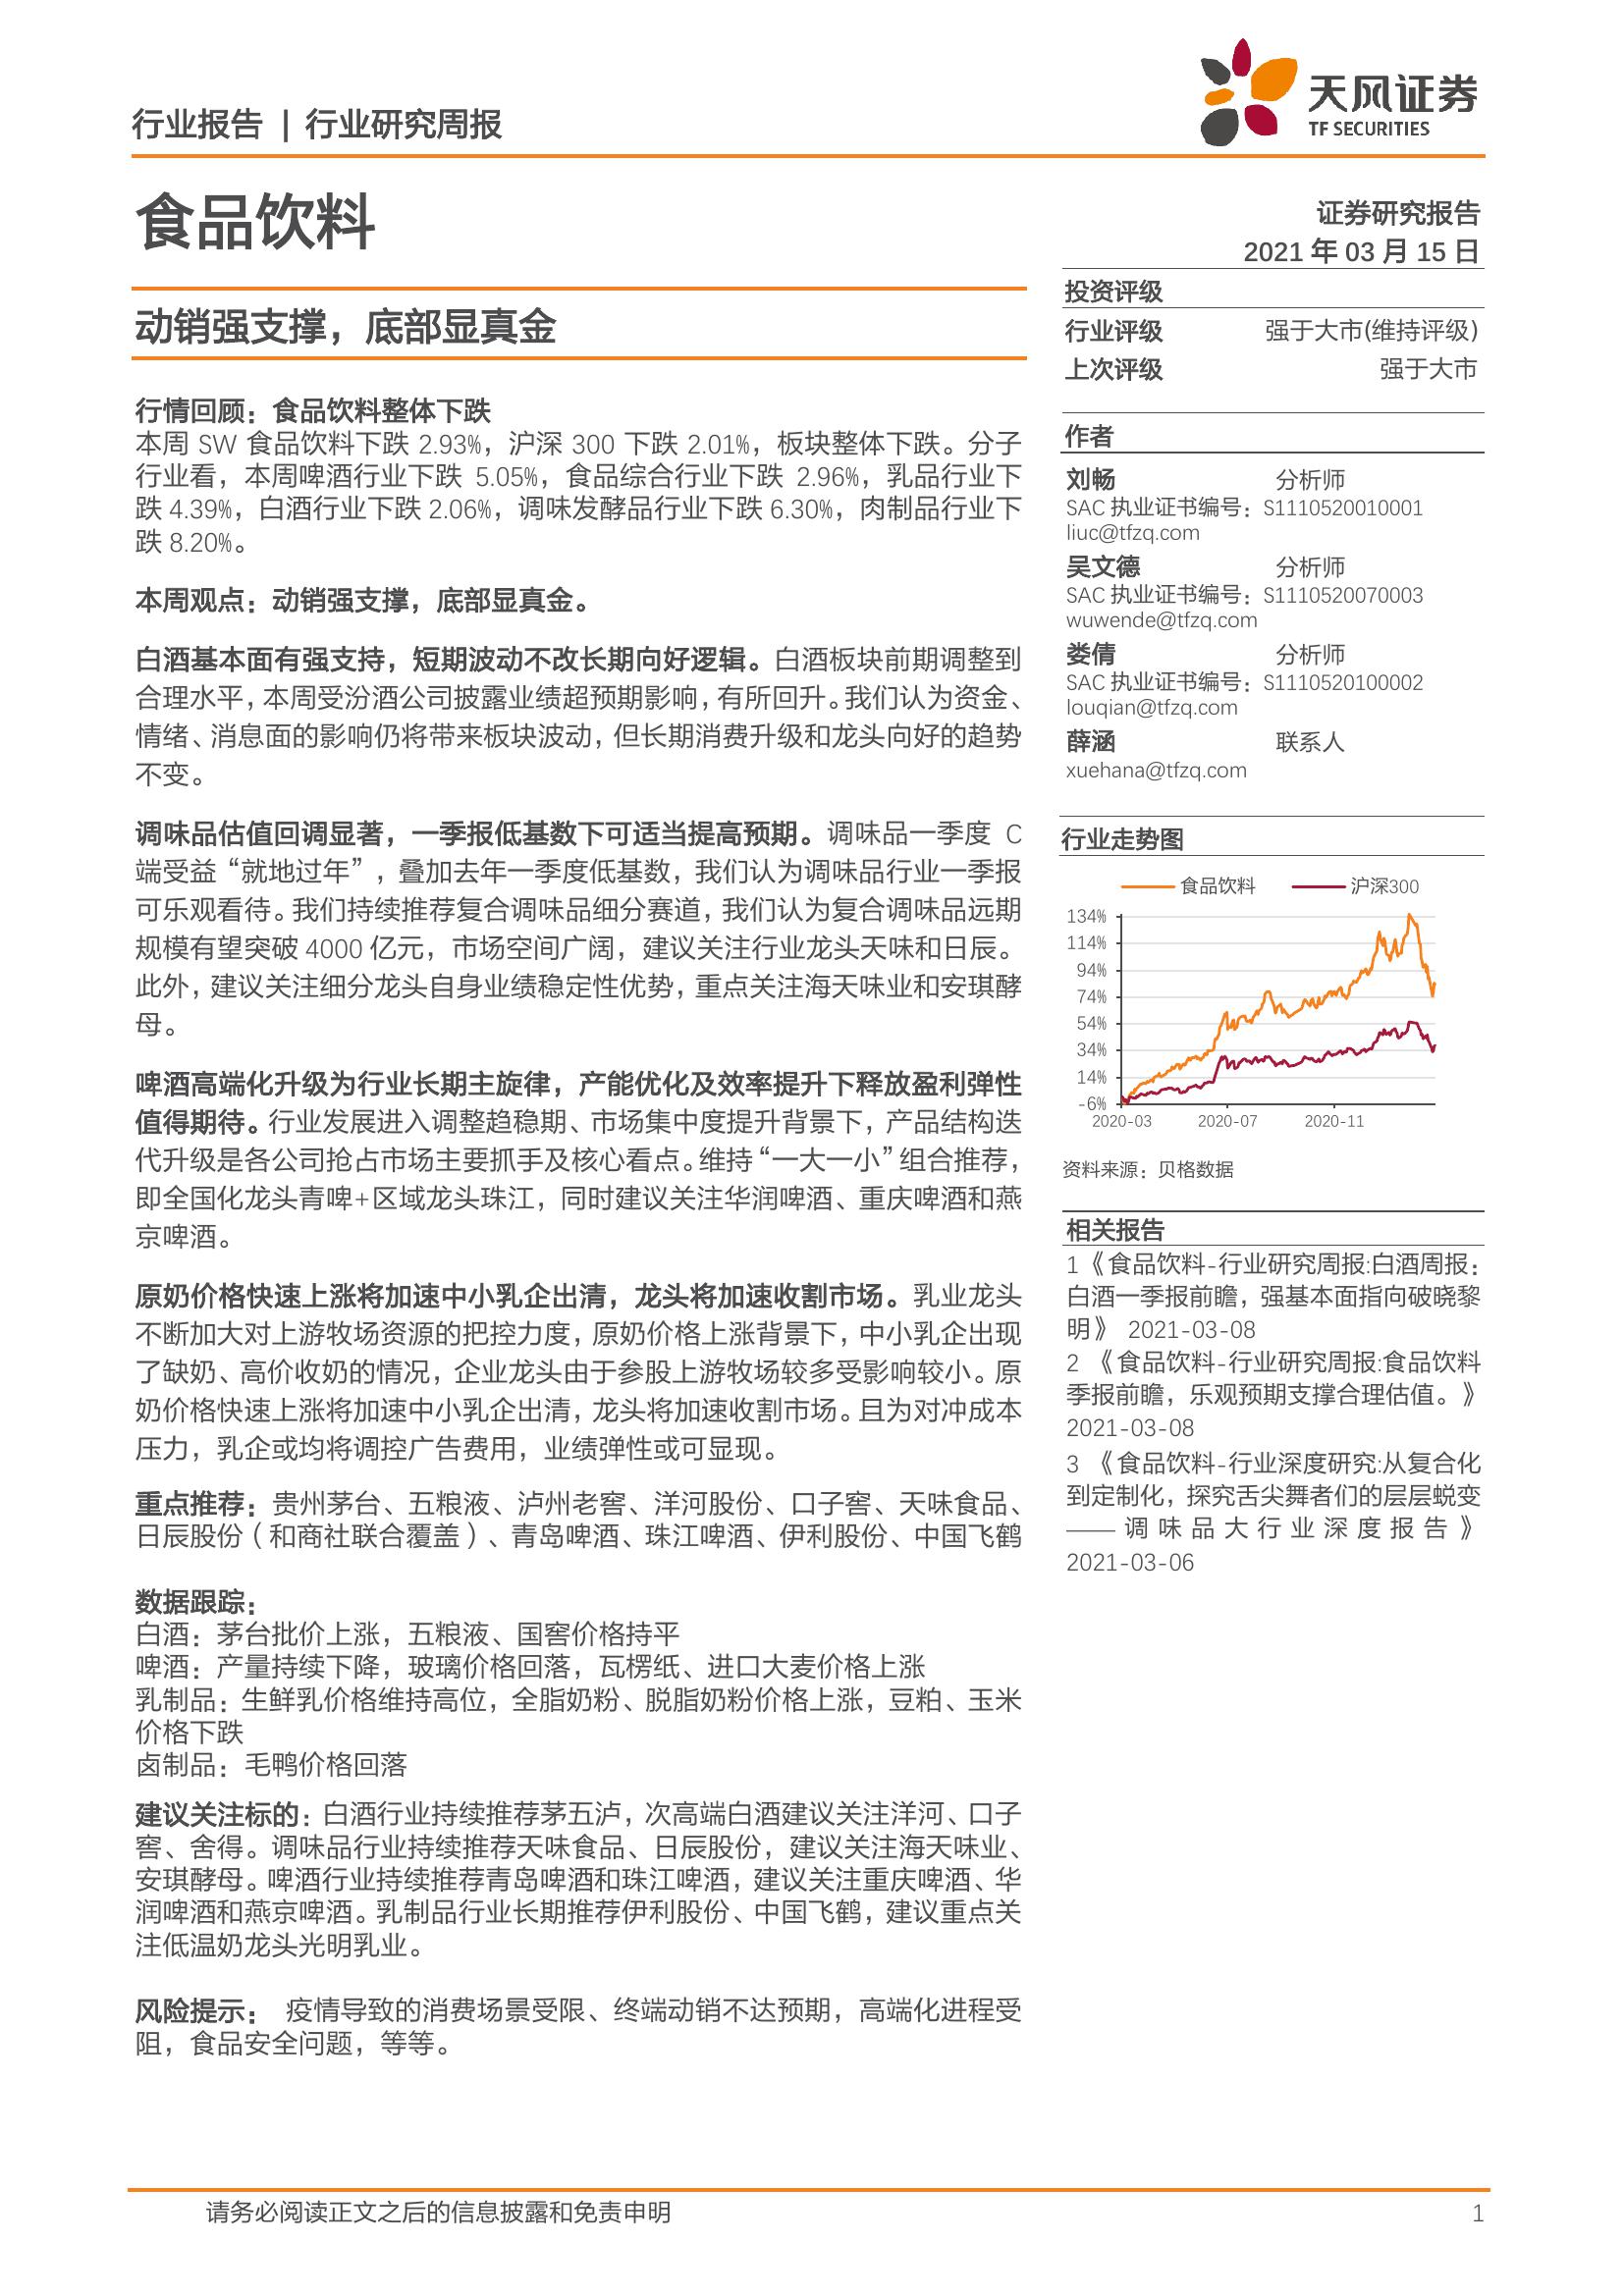 行业报告 | 行业研究周报
天风证券
TF SECURITIES
食品饮料
证券研究报告
2021 年 03 月 15 日
动销强支撑，底部显真金
行情回顾：食品饮料整体下跌
本周 SW 食品饮料下跌 2.93%，沪深 300 下跌 2.01%，板块整体下跌。分子
行业看，本周啤酒行业下跌 5.05%，食品综合行业下跌 2.96%，乳品行业下
跌 4.39%，白酒行业下跌 2.06%，调味发酵品行业下跌 6.30%，肉制品行业下
跌 8.20%。
本周观点：动销强支撑，底部显真金。
白酒基本面有强支持，短期波动不改长期向好逻辑。白酒板块前期调整到
合理水平，本周受汾酒公司披露业绩超预期影响，有所回升。我们认为资金、
情绪、消息面的影响仍将带来板块波动，但长期消费升级和龙头向好的趋势
不变。
调味品估值回调显著，一季报低基数下可适当提高预期。调味品一季度 C
端受益“就地过年”，叠加去年一季度低基数，我们认为调味品行业一季报
可乐观看待。我们持续推荐复合调味品细分赛道，我们认为复合调味品远期
规模有望突破 4000 亿元，市场空间广阔，建议关注行业龙头天味和日辰。
此外，建议关注细分龙头自身业绩稳定性优势，重点关注海天味业和安琪酵
母。
啤酒高端化升级为行业长期主旋律，产能优化及效率提升下释放盈利弹性
值得期待。行业发展进入调整趋稳期、市场集中度提升背景下，产品结构迭
代升级是各公司抢占市场主要抓手及核心看点。维持“一大一小”组合推荐，
即全国化龙头青啤+区域龙头珠江，同时建议关注华润啤酒、重庆啤酒和燕
京啤酒。
原奶价格快速上涨将加速中小乳企出清，龙头将加速收割市场。乳业龙头
不断加大对上游牧场资源的把控力度，原奶价格上涨背景下，中小乳企出现
了缺奶、高价收奶的情况，企业龙头由于参股上游牧场较多受影响较小。原
奶价格快速上涨将加速中小乳企出清，龙头将加速收割市场。且为对冲成本
压力，乳企或均将调控广告费用，业绩弹性或可显现。
重点推荐：贵州茅台、五粮液、泸州老窖、洋河股份、口子窖、天味食品、
日辰股份（和商社联合覆盖）、青岛啤酒、珠江啤酒、伊利股份、中国飞鹤
数据跟踪：
白酒：茅台批价上涨，五粮液、国窖价格持平
啤酒：产量持续下降，玻璃价格回落，瓦楞纸、进口大麦价格上涨
乳制品：生鲜乳价格维持高位，全脂奶粉、脱脂奶粉价格上涨，豆粕、玉米
价格下跌
卤制品：毛鸭价格回落
建议关注标的：白酒行业持续推荐茅五泸，次高端白酒建议关注洋河、口子
窖、舍得。调味品行业持续推荐天味食品、日辰股份，建议关注海天味业、
安琪酵母。啤酒行业持续推荐青岛啤酒和珠江啤酒，建议关注重庆啤酒、华
润啤酒和燕京啤酒。乳制品行业长期推荐伊利股份、中国飞鹤，建议重点关
注低温奶龙头光明乳业。
风险提示： 疫情导致的消费场景受限、终端动销不达预期，高端化进程受
阻，食品安全问题，等等。
投资评级
行业评级 强于大市(维持评级)
上次评级 强于大市
作者
刘畅 分析师
SAC 执业证书编号：S1110520010001
liuc@tfzq.com
吴文德 分析师
SAC 执业证书编号：S1110520070003
wuwende@tfzq.com
娄倩 分析师
SAC 执业证书编号：S1110520100002
louqian@tfzq.com
薛涵 联系人
xuehana@tfzq.com
行业走势图
食品饮料 沪深300
134%
114%
94%
74%
54%
34%
14%
-6%
2020-03 2020-07 2020-11
资料来源：贝格数据
相关报告
1《食品饮料-行业研究周报:白酒周报：
白酒一季报前瞻，强基本面指向破晓黎
明》 2021-03-08
2 《食品饮料-行业研究周报:食品饮料
季报前瞻，乐观预期支撑合理估值。》
2021-03-08
3 《食品饮料-行业深度研究:从复合化
到定制化，探究舌尖舞者们的层层蜕变
——调味品大行业深度报告》
2021-03-06
请务必阅读正文之后的信息披露和免责申明 1